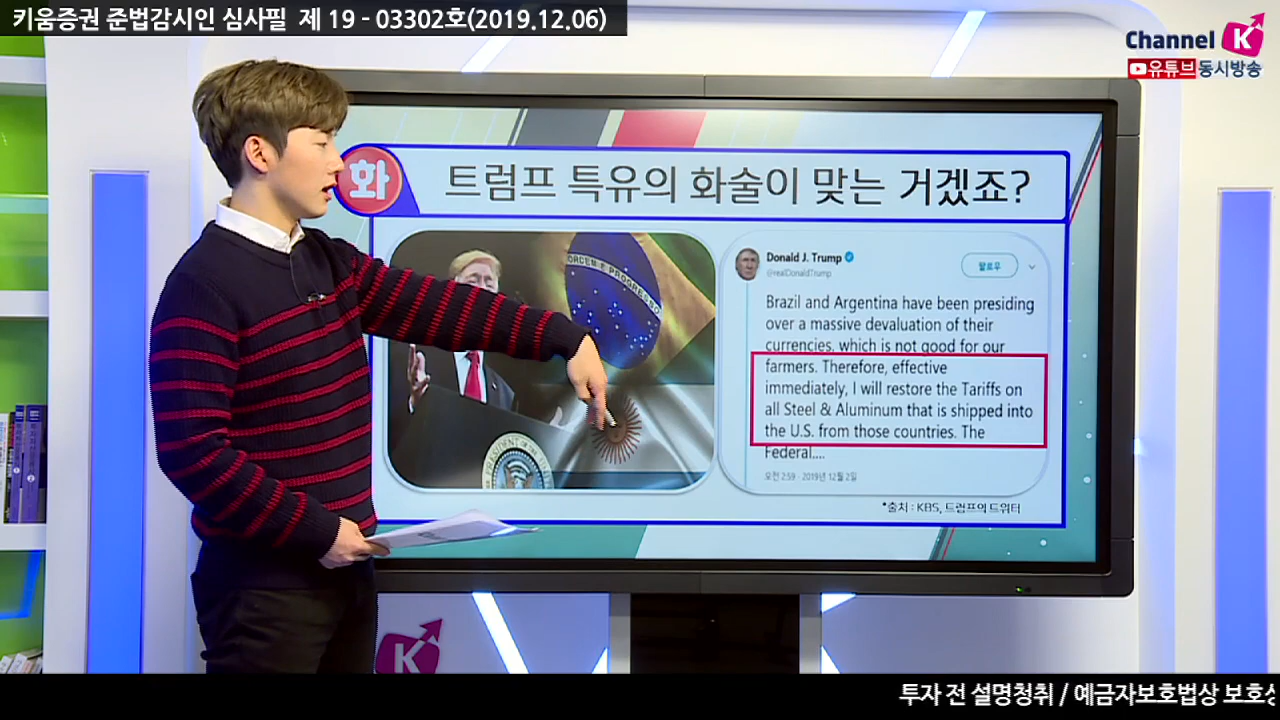 키움증권 준법감시인 심사필 제 19 - 03302호(2019.12.06)
Channel K
유튜브동시방송
화
트럼프 특유의 화술이 맞는 거겠죠?
ORDEM E PROGRESSO
Donald J. Trump
@realDonaldTrump
팔로우
Brazil and Argentina have been presiding
over a massive devaluation of their
currencies, which is not good for our
farmers. Therefore, effective
immediately, I will restore the Tariffs on
all Steel & Aluminum that is shipped into
the U.S. from those countries. The
Federal....
오전 2:59 · 2019년 12월 2일
*출처 : KBS, 트럼프의 트위터
K
투자 전 설명청취 / 예금자보호법상 보호상